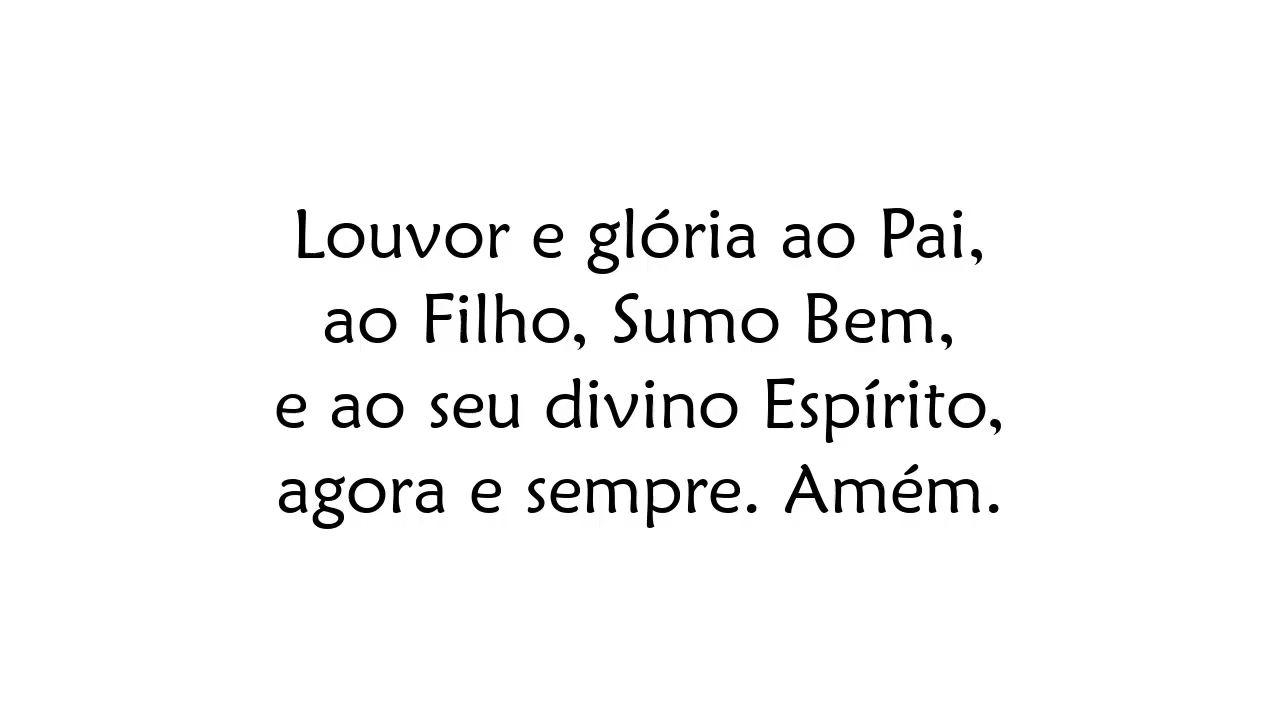 Louvor e glória ao Pai,
ao Filho, Sumo Bem,
e ao seu divino Espírito,
agora e sempre. Amém.